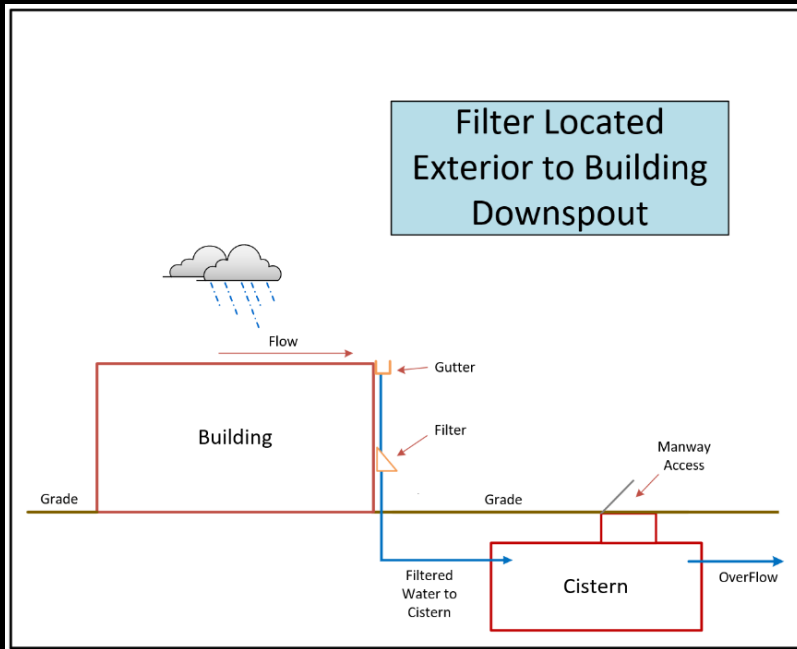 Filter Located
Exterior to Building
Downspout
Flow
Gutter
Building
Filter
Manway
Access
Grade
Grade
Filtered
Water to
Cistern
Cistern
OverFlow